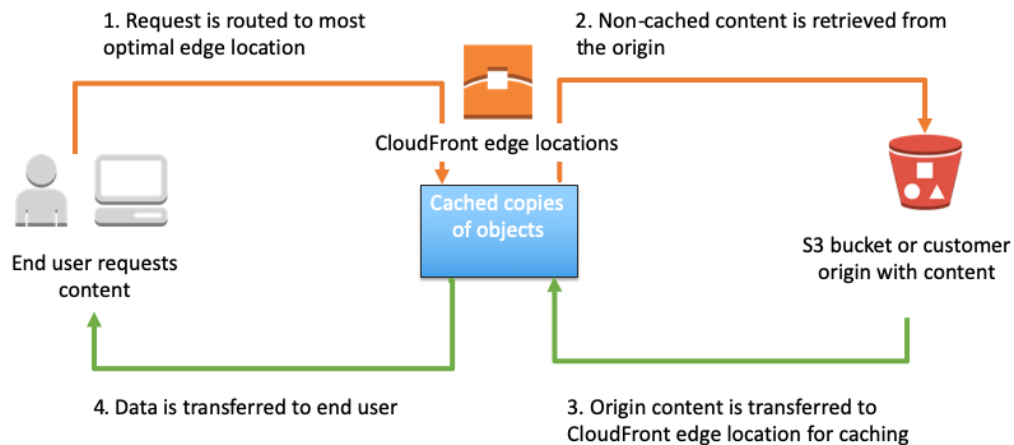 1. Request is routed to most
optimal edge location
2. Non-cached content is retrieved from
the origin
CloudFront edge locations
Cached copies
of objects
End user requests
content
S3 bucket or customer
origin with content
4. Data is transferred to end user
3. Origin content is transferred to
CloudFront edge location for caching